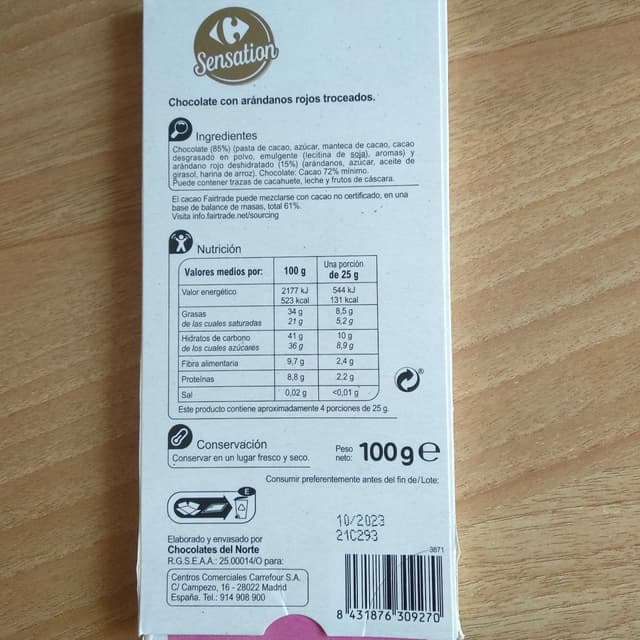 Sensation
Chocolate con arándanos rojos troceados.
Ingredientes
Chocolate (85%) (pasta de cacao, azúcar, manteca de cacao, cacao
desgrasado en polvo, emulgente (lecitina de soja), aromas) y
arándano rojo deshidratado (15%) (arándanos, azúcar, aceite de
girasol, harina de arroz). Chocolate: Cacao 72% mínimo.
Puede contener trazas de cacahuete, leche y frutos de cáscara.
El cacao Fairtrade puede mezclarse con cacao no certificado, en una
base de balance de masas, total 61%.
Visita info.fairtrade.net/sourcing
Nutrición
Valores medios por: 100 g Una porción de 25 g
Valor energético 2177 kJ 544 kJ
523 kcal 131 kcal
Grasas 34 g 8,5 g
de las cuales saturadas 21 g 5,2 g
Hidratos de carbono 41 g 10 g
de los cuales azúcares 36 g 8,9 g
Fibra alimentaria 9,7 g 2,4 g
Proteínas 8,8 g 2,2 g
Sal 0,02 g <0,01 g
Este producto contiene aproximadamente 4 porciones de 25 g.
Conservación
Conservar en un lugar fresco y seco.
Peso neto: 100 g e
Consumir preferentemente antes del fin de/Lote:
E
10/2023
21C293
Elaborado y envasado por
Chocolates del Norte
R.G.S.E.A.A.: 25.00014/O para:
Centros Comerciales Carrefour S.A.
C/ Campezo, 16 - 28022 Madrid
España. Tel.: 914 908 900
3871
8 431876 309270